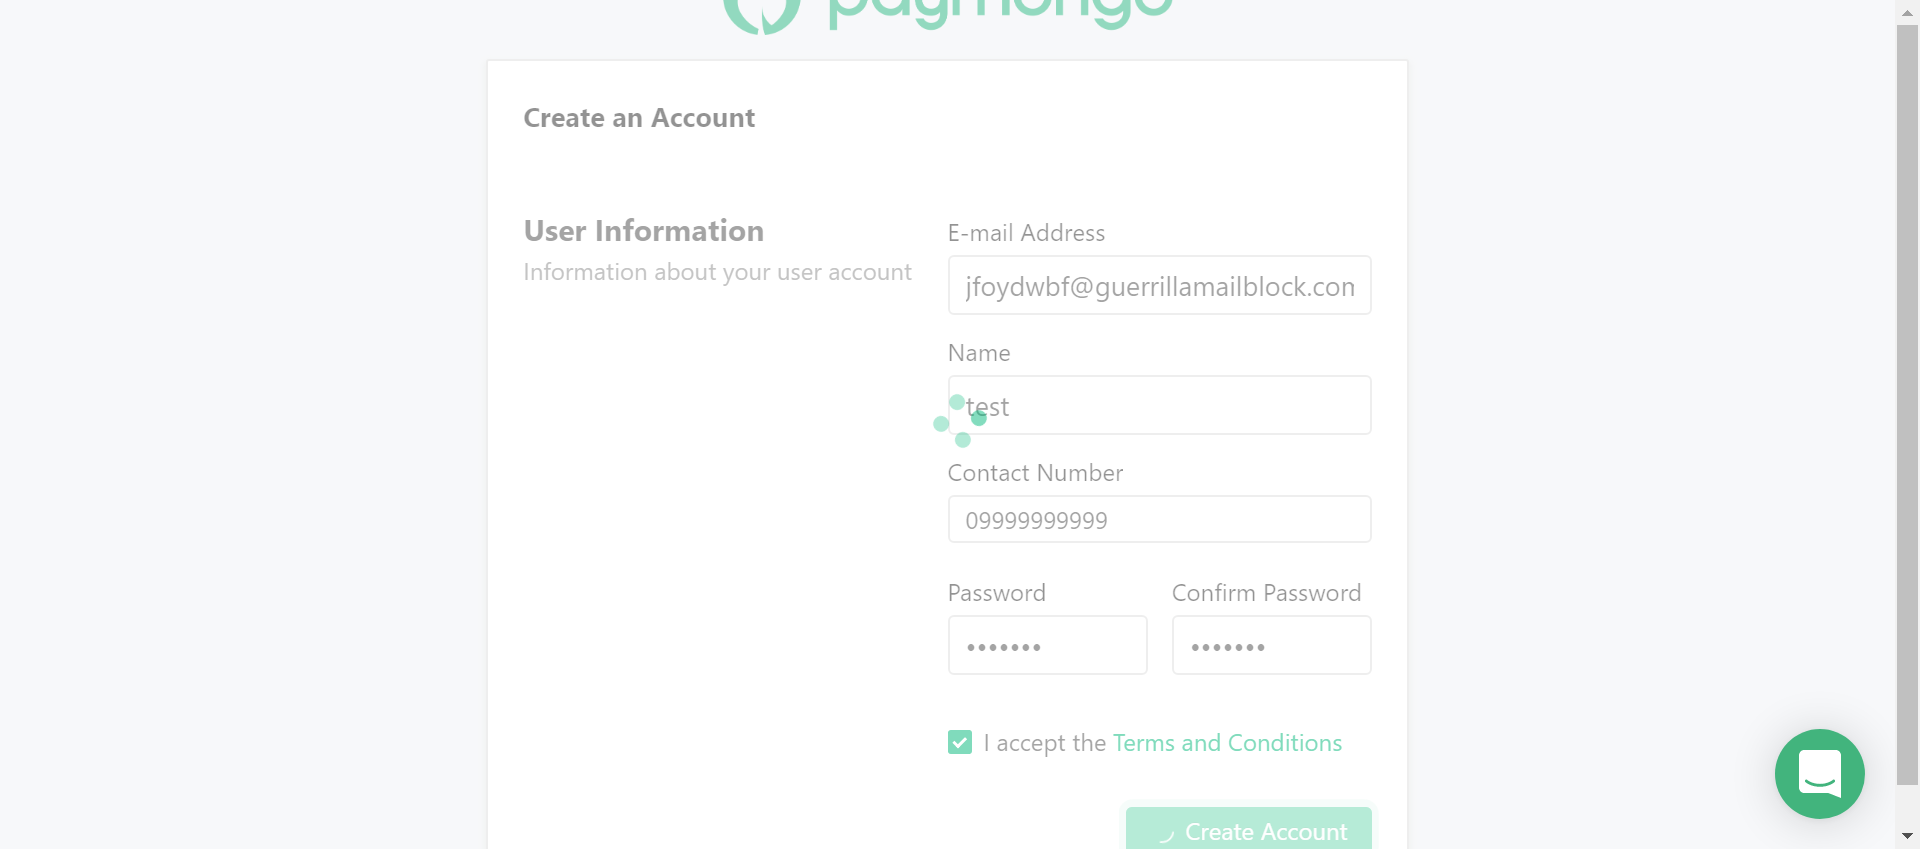 paymongo
Create an Account
User Information
Information about your user account
E-mail Address
jfoydwbf@guerrillamailblock.com
Name
test
Contact Number
09999999999
Password Confirm Password
••••••• •••••••
I accept the Terms and Conditions
Create Account